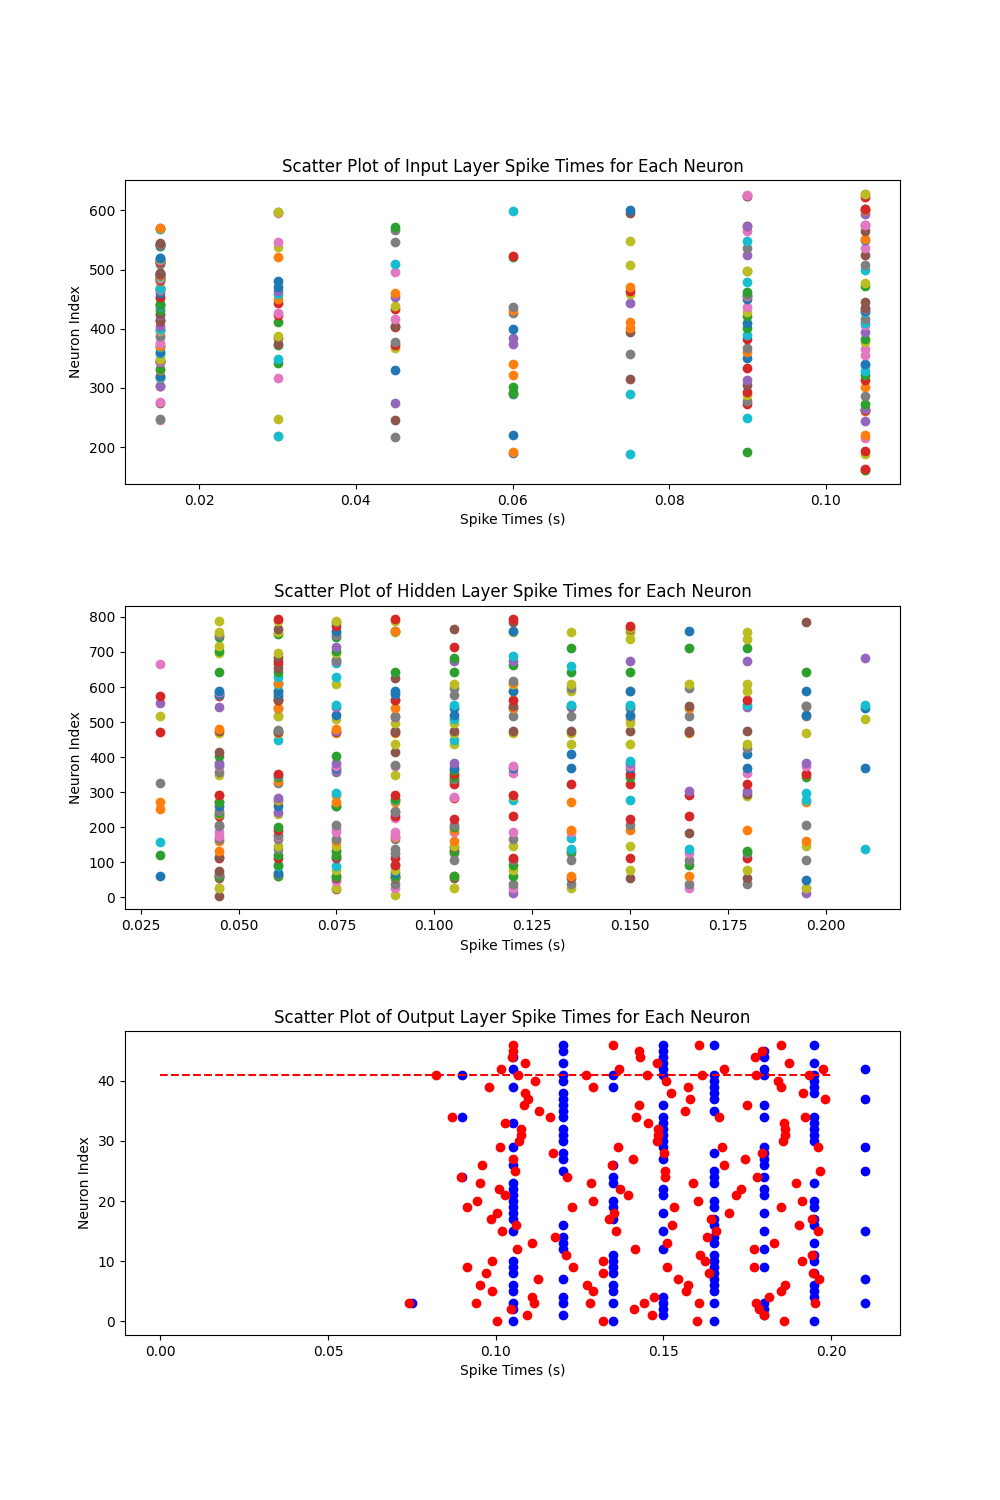 Scatter Plot of Input Layer Spike Times for Each Neuron
600
500
400
300
200
Neuron Index
0.02 0.04 0.06 0.08 0.10
Spike Times (s)
Scatter Plot of Hidden Layer Spike Times for Each Neuron
800
700
600
500
400
300
200
100
0
Neuron Index
0.025 0.050 0.075 0.100 0.125 0.150 0.175 0.200
Spike Times (s)
Scatter Plot of Output Layer Spike Times for Each Neuron
40
30
20
10
0
Neuron Index
0.00 0.05 0.10 0.15 0.20
Spike Times (s)